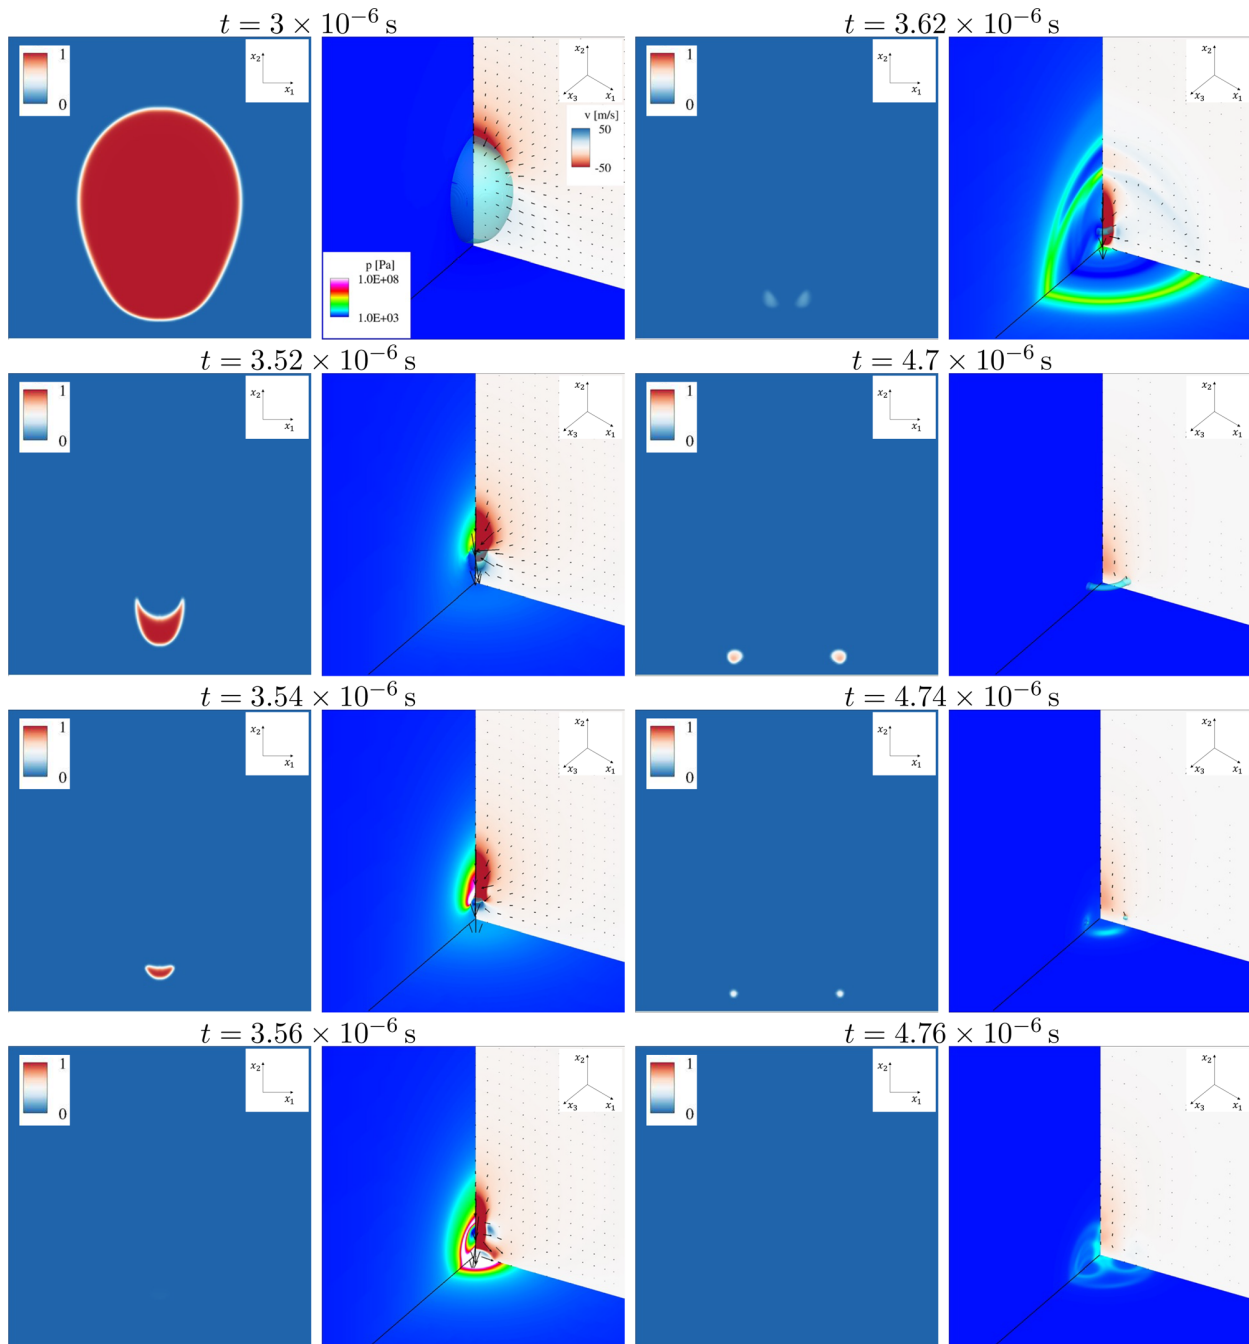 t = 3 × 10⁻⁶ s
1
0
x₂
x₁
x₂
x₃
x₁
v [m/s]
50
-50
p [Pa]
1.0E+08
1.0E+03
t = 3.62 × 10⁻⁶ s
1
0
x₂
x₁
x₂
x₃
x₁
t = 3.52 × 10⁻⁶ s
1
0
x₂
x₁
x₂
x₃
x₁
t = 4.7 × 10⁻⁶ s
1
0
x₂
x₁
x₂
x₃
x₁
t = 3.54 × 10⁻⁶ s
1
0
x₂
x₁
x₂
x₃
x₁
t = 4.74 × 10⁻⁶ s
1
0
x₂
x₁
x₂
x₃
x₁
t = 3.56 × 10⁻⁶ s
1
0
x₂
x₁
x₂
x₃
x₁
t = 4.76 × 10⁻⁶ s
1
0
x₂
x₁
x₂
x₃
x₁